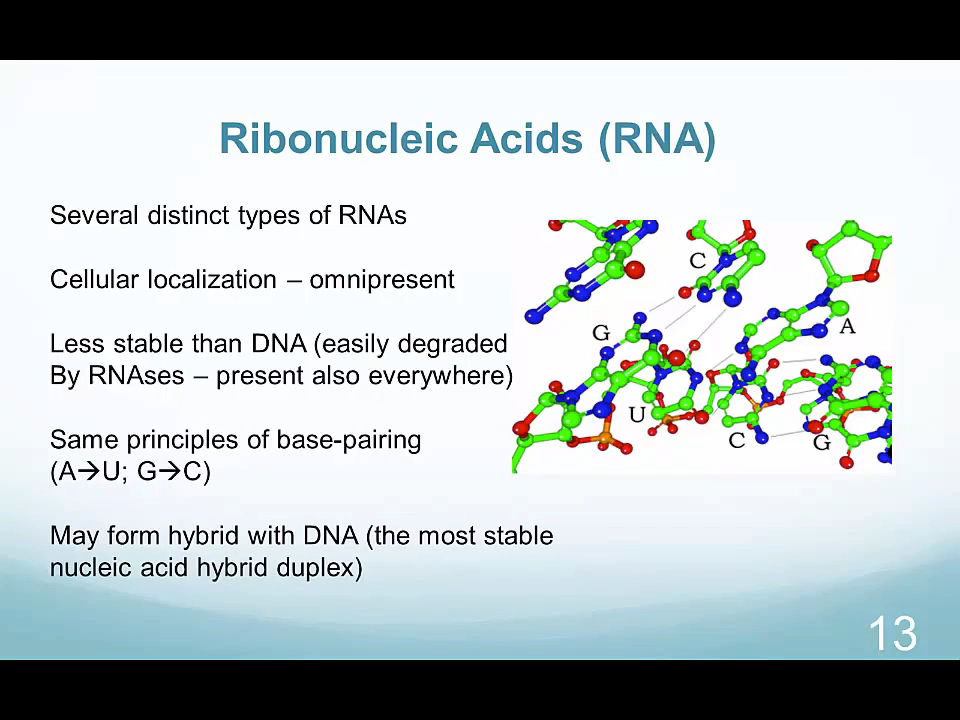 Ribonucleic Acids (RNA)
Several distinct types of RNAs
Cellular localization – omnipresent
Less stable than DNA (easily degraded
By RNAses – present also everywhere)
Same principles of base-pairing
(A→U; G→C)
May form hybrid with DNA (the most stable
nucleic acid hybrid duplex)
C
G
A
U
C
G
13